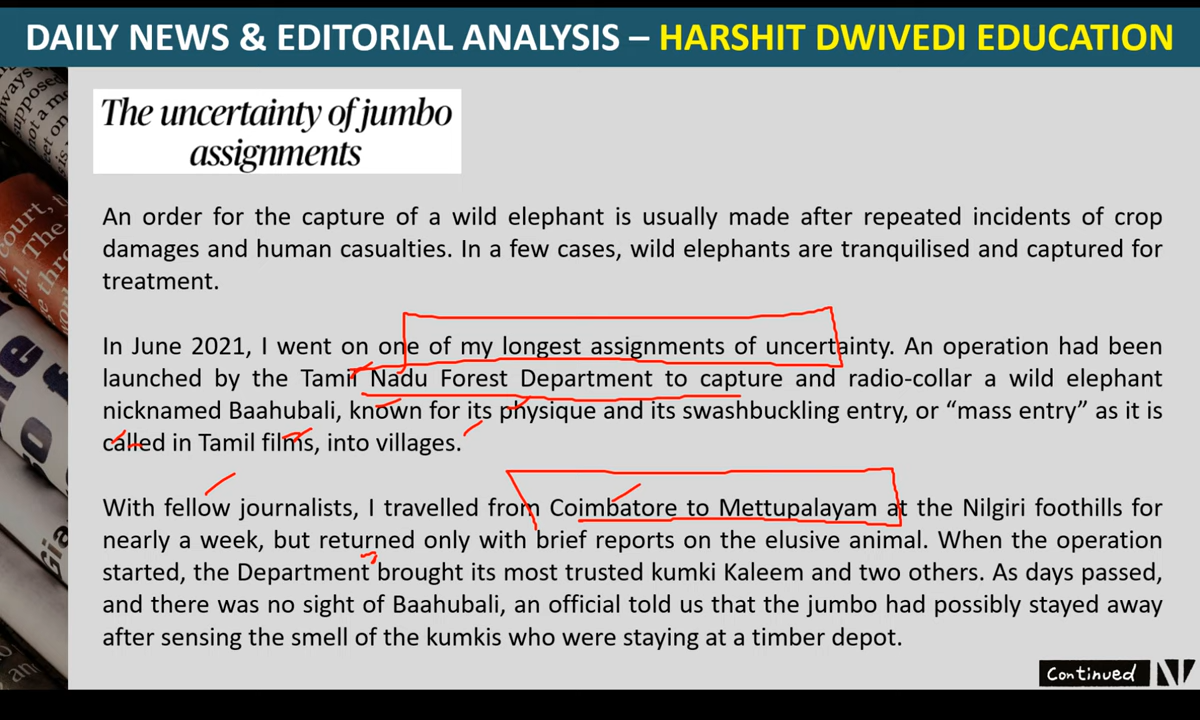 DAILY NEWS & EDITORIAL ANALYSIS – HARSHIT DWIVEDI EDUCATION
The uncertainty of jumbo
assignments
An order for the capture of a wild elephant is usually made after repeated incidents of crop
damages and human casualties. In a few cases, wild elephants are tranquilised and captured for
treatment.
In June 2021, I went on one of my longest assignments of uncertainty. An operation had been
launched by the Tamil Nadu Forest Department to capture and radio-collar a wild elephant
nicknamed Baahubali, known for its physique and its swashbuckling entry, or “mass entry” as it is
called in Tamil films, into villages.
With fellow journalists, I travelled from Coimbatore to Mettupalayam at the Nilgiri foothills for
nearly a week, but returned only with brief reports on the elusive animal. When the operation
started, the Department brought its most trusted kumki Kaleem and two others. As days passed,
and there was no sight of Baahubali, an official told us that the jumbo had possibly stayed away
after sensing the smell of the kumkis who were staying at a timber depot.
Continued